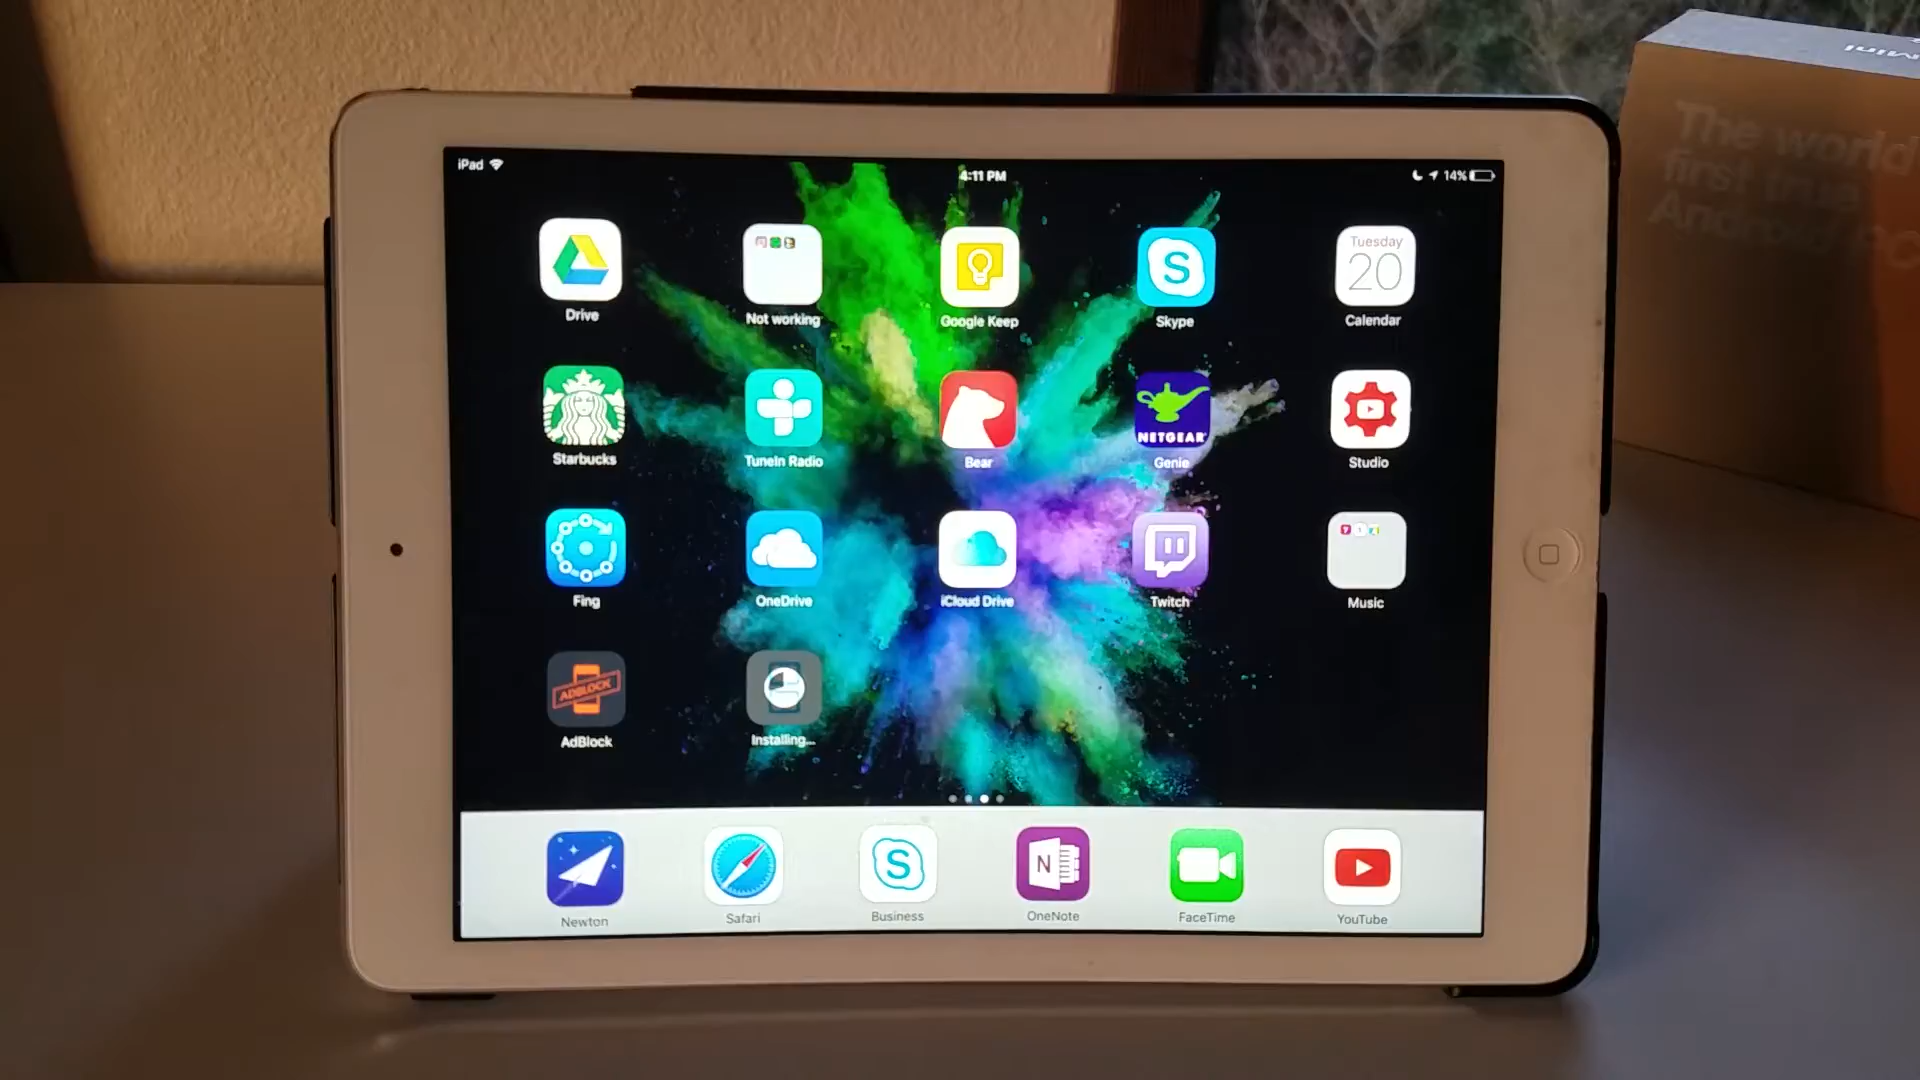 iPad
4:11 PM
14%
Drive
Not working
Google Keep
Skype
Tuesday
20
Calendar
Starbucks
TuneIn Radio
Bear
NETGEAR
Genie
Studio
Fing
OneDrive
iCloud Drive
Twitch
Music
ADBLOCK
AdBlock
Installing...
Newton
Safari
Business
N
OneNote
FaceTime
YouTube
Mini
The world
first true